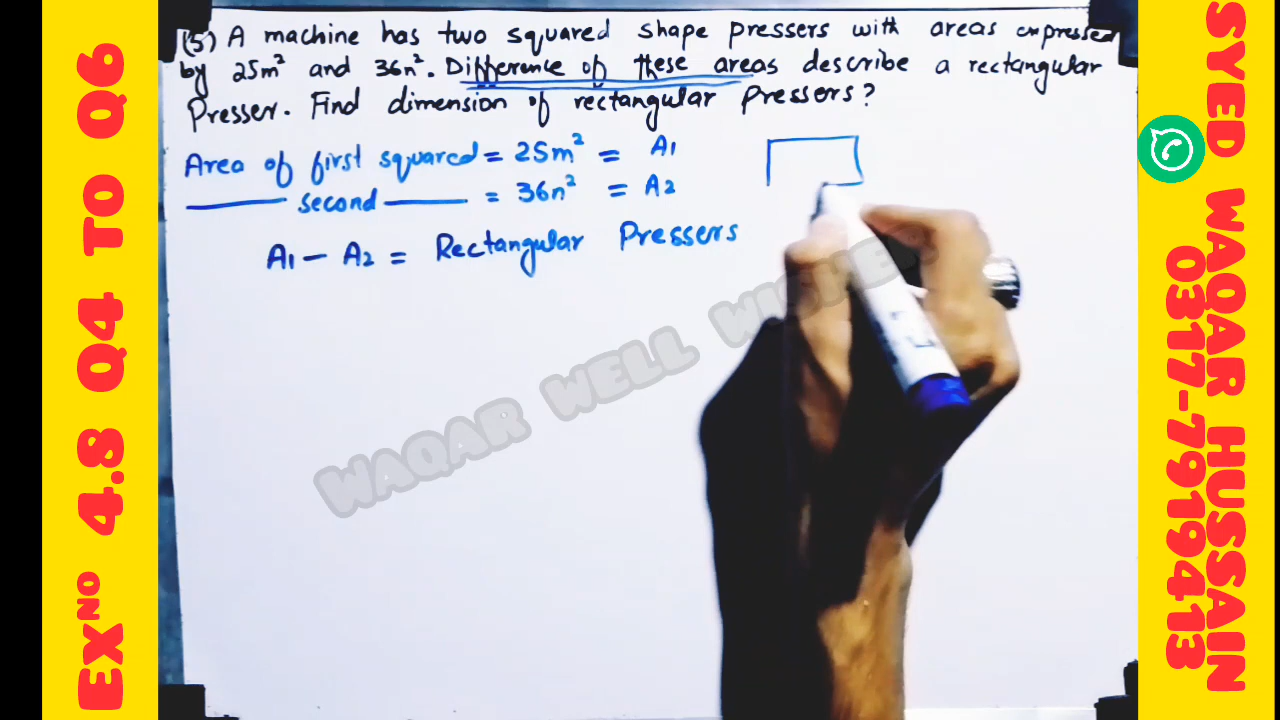 EXNO 4.8 Q4 TO Q6
(5) A machine has two squared shape pressers with areas expressed
by 25m² and 36n². Difference of these areas describe a rectangular
Presser. Find dimension of rectangular Pressers?
Area of first squared = 25m² = A1
second = 36n² = A2
A1 - A2 = Rectangular Pressers
WAQAR WELL WISHER
SYED WAQAR HUSSAIN
0317-7919413